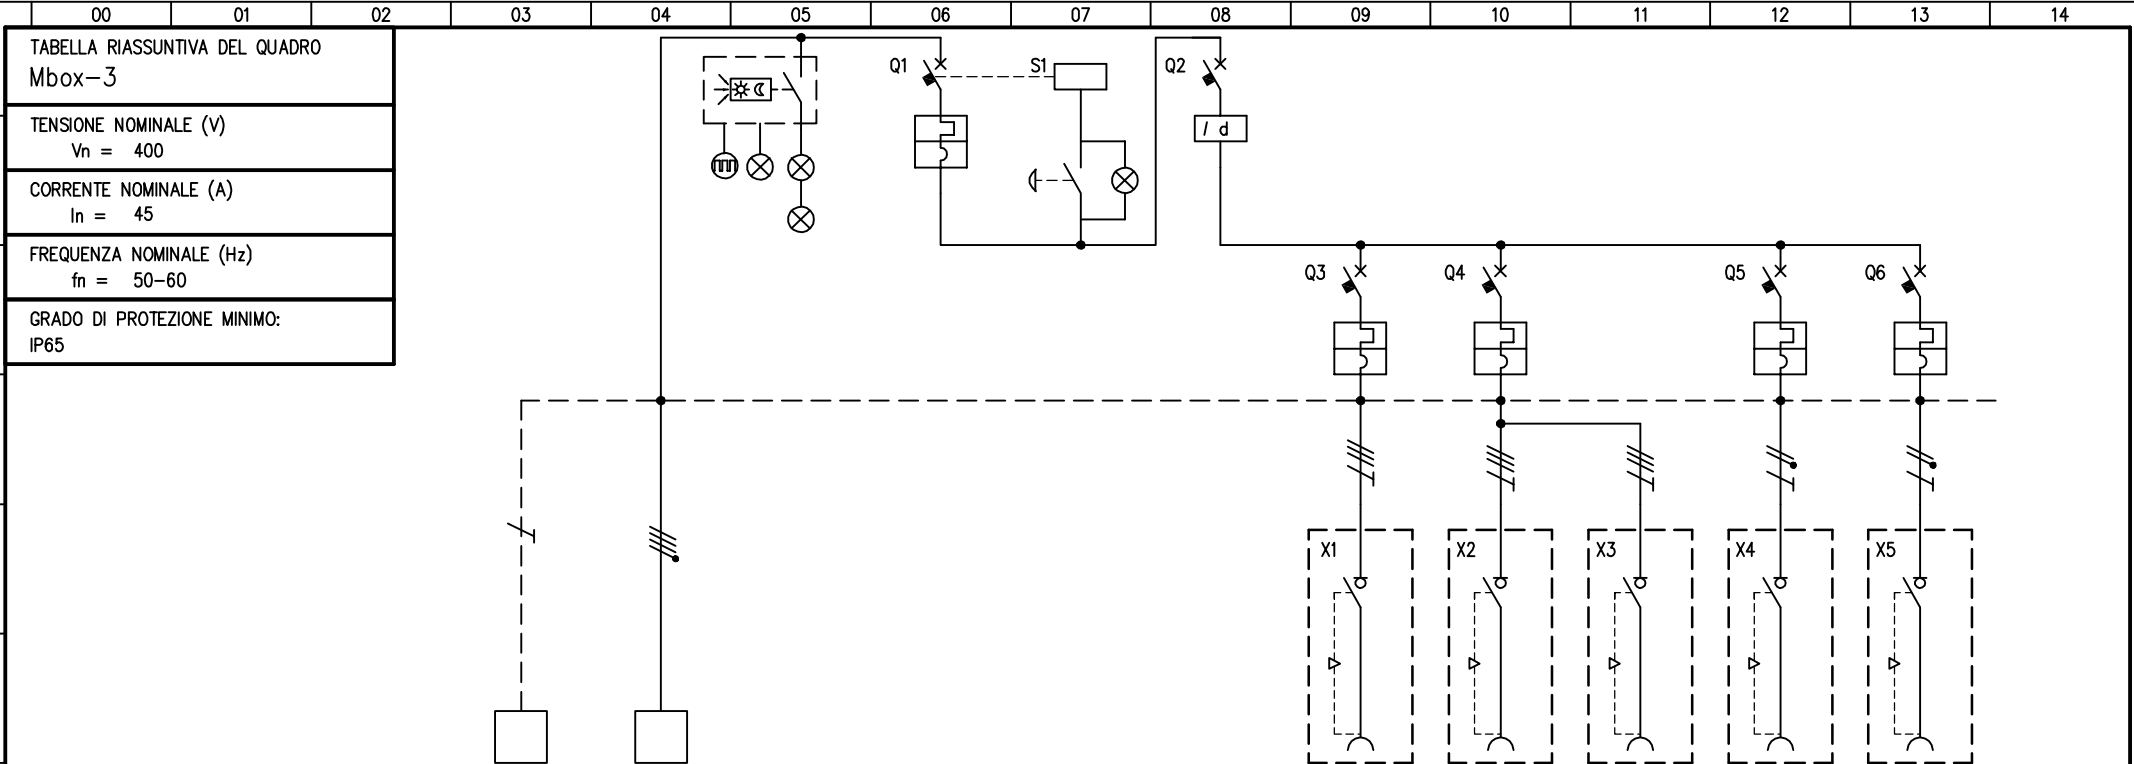 00 01 02 03 04 05 06 07 08 09 10 11 12 13 14
TABELLA RIASSUNTIVA DEL QUADRO
Mbox-3
TENSIONE NOMINALE (V)
Vn = 400
CORRENTE NOMINALE (A)
In = 45
FREQUENZA NOMINALE (Hz)
fn = 50-60
GRADO DI PROTEZIONE MINIMO:
IP65
Q1 S1 Q2
I d
Q3 Q4 Q5 Q6
X1 X2 X3 X4 X5